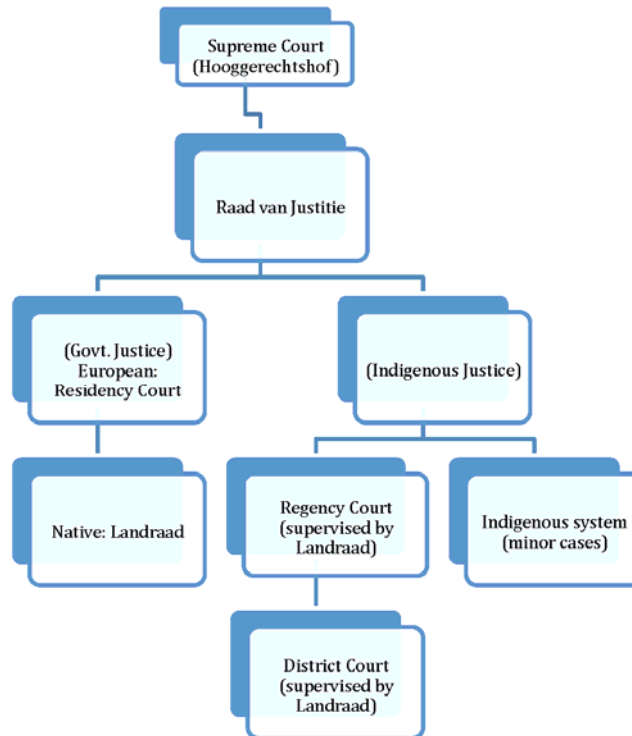 Supreme Court
(Hooggerechtshof)
Raad van Justitie
(Govt. Justice)
European:
Residency Court
(Indigenous Justice)
Native: Landraad
Regency Court
(supervised by
Landraad)
Indigenous system
(minor cases)
District Court
(supervised by
Landraad)